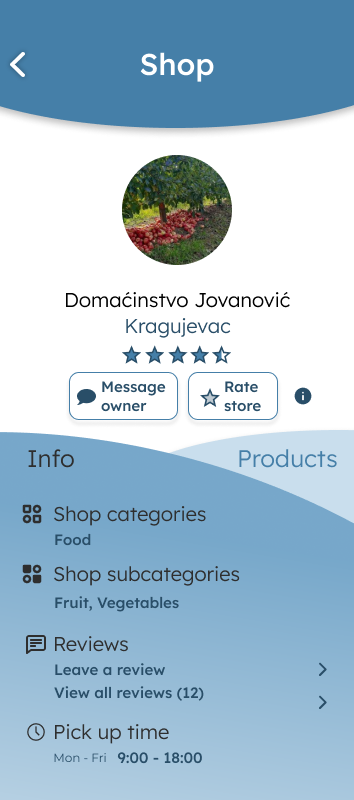 Shop
Domaćinstvo Jovanović
Kragujevac
Message
owner
Rate
store
Info
Products
Shop categories
Food
Shop subcategories
Fruit, Vegetables
Reviews
Leave a review
View all reviews (12)
Pick up time
Mon - Fri 9:00 - 18:00